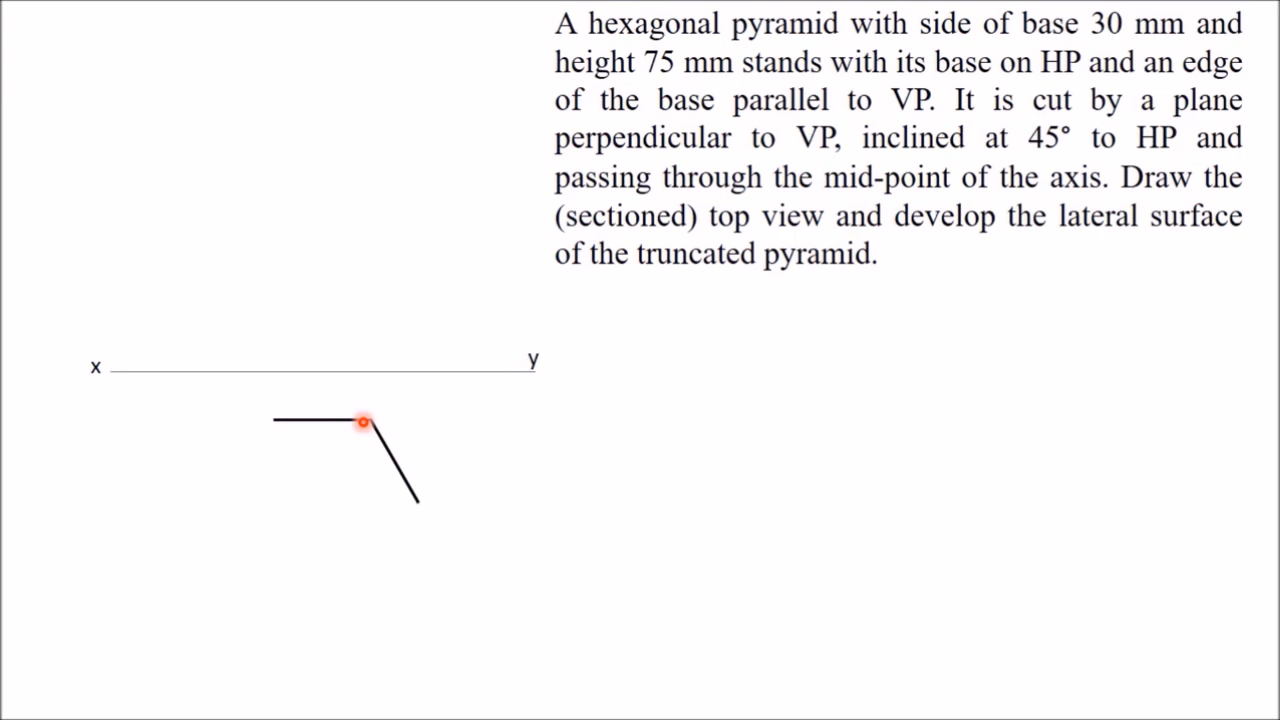 A hexagonal pyramid with side of base 30 mm and
height 75 mm stands with its base on HP and an edge
of the base parallel to VP. It is cut by a plane
perpendicular to VP, inclined at 45° to HP and
passing through the mid-point of the axis. Draw the
(sectioned) top view and develop the lateral surface
of the truncated pyramid.
x y